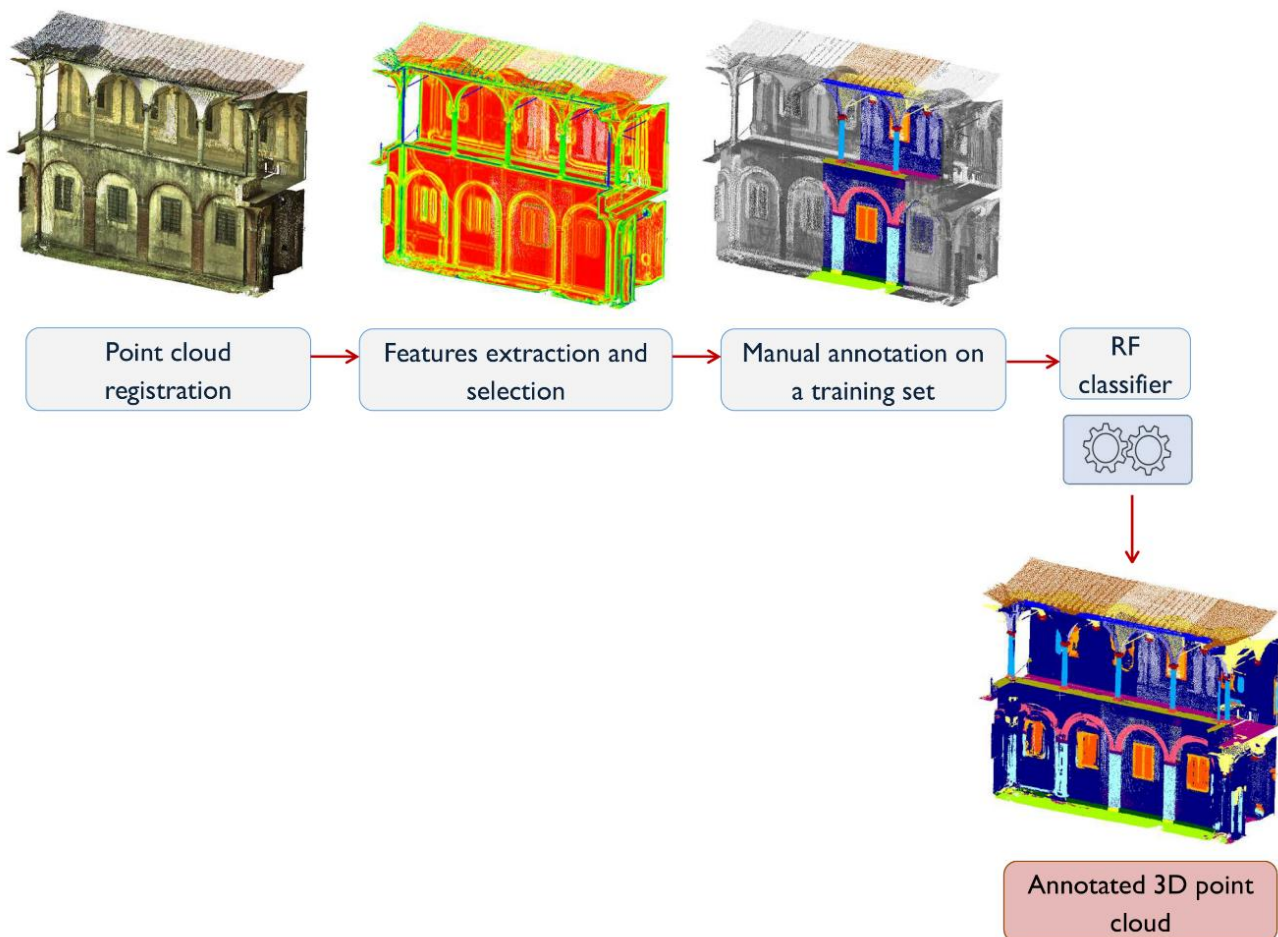 Point cloud
registration
Features extraction and
selection
Manual annotation on
a training set
RF
classifier
Annotated 3D point
cloud